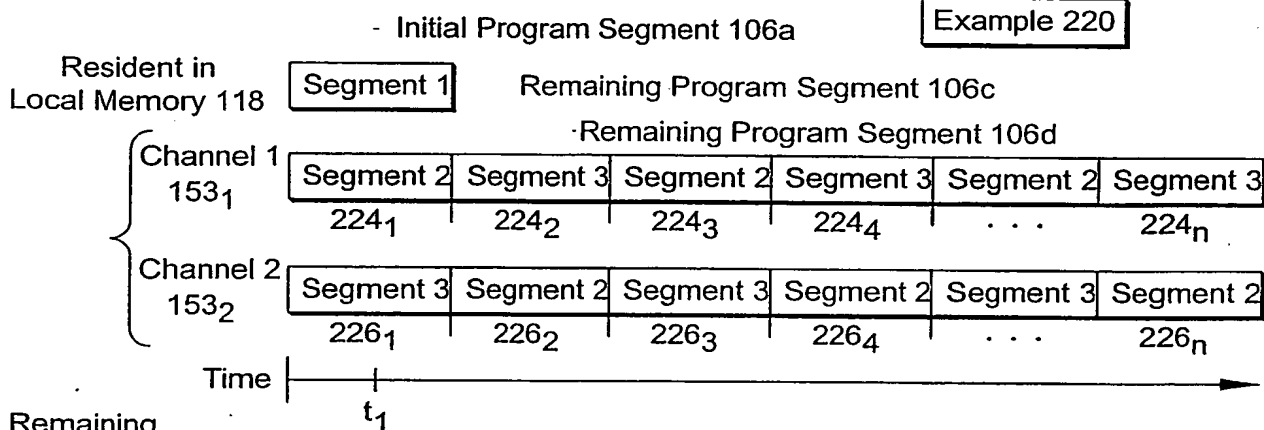 Initial Program Segment 106a
Example 220
Resident in
Local Memory 118
Segment 1
Remaining Program Segment 106c
Remaining Program Segment 106d
Channel 1
153₁
Segment 2 Segment 3 Segment 2 Segment 3 Segment 2 Segment 3
224₁ 224₂ 224₃ 224₄ . . . 224ₙ
Channel 2
153₂
Segment 3 Segment 2 Segment 3 Segment 2 Segment 3 Segment 2
226₁ 226₂ 226₃ 226₄ . . . 226ₙ
Time
t₁
Remaining